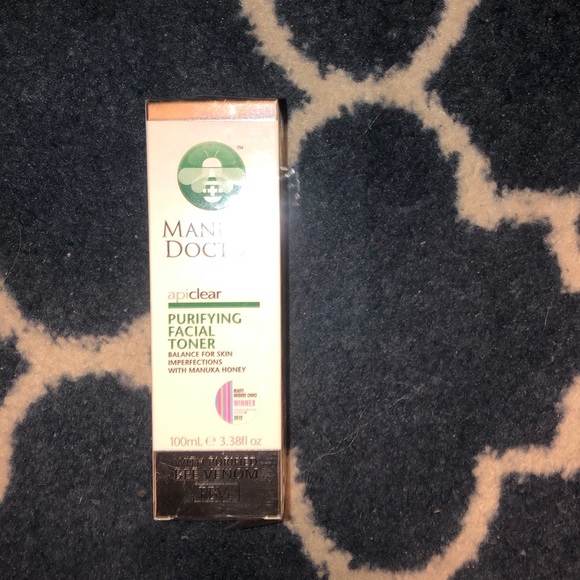 ™
DOCT
apiclear
PURIFYING
FACIAL
TONER
BALANCE FOR SKIN
IMPERFECTIONS
WITH MANUKA HONEY
WINNER
100mL ℮ 3.38fl oz
BEE VENOM